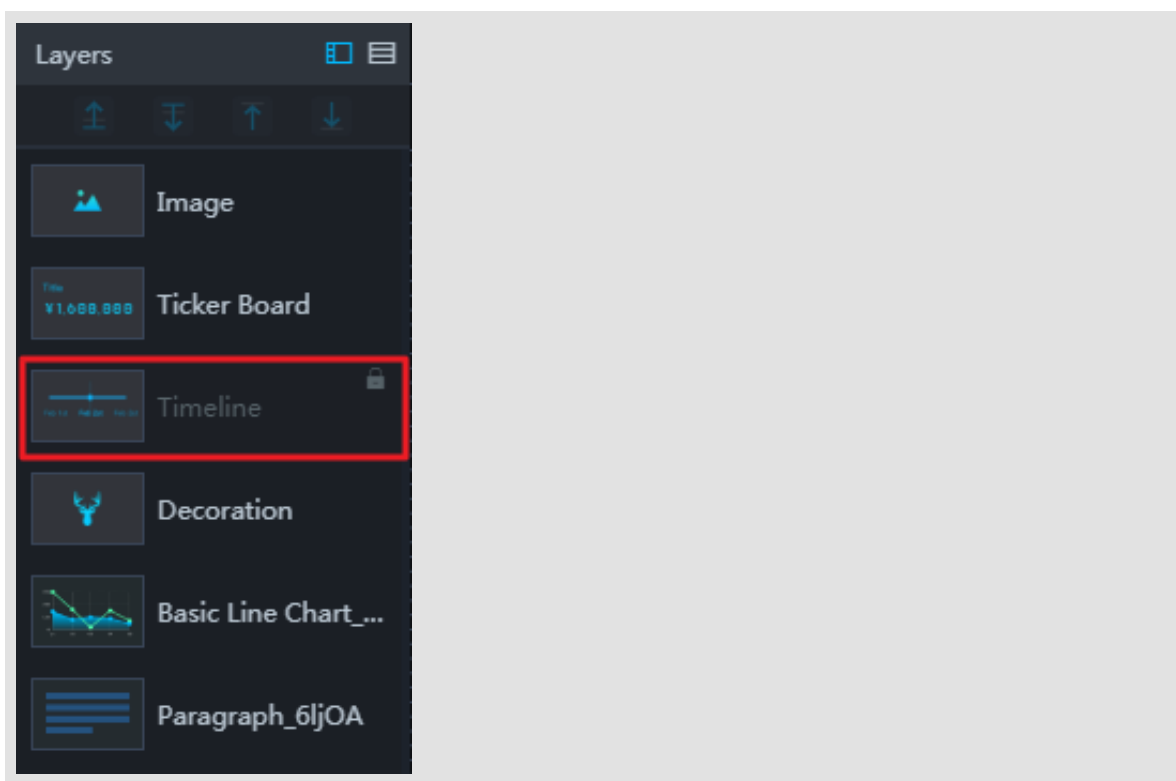 Layers
Image
Title
¥1,688,888
Ticker Board
Timeline
Decoration
Basic Line Chart_...
Paragraph_6ljOA